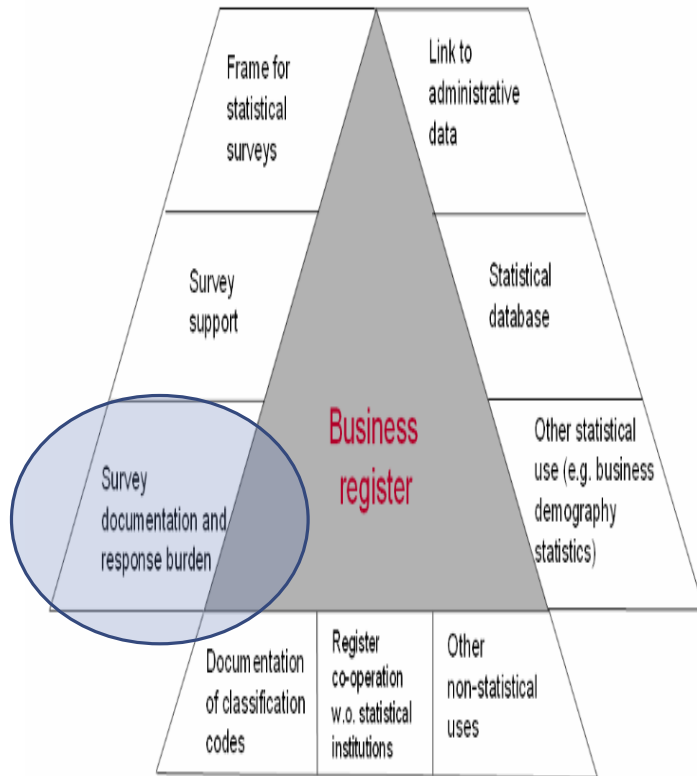 Frame for
statistical
surveys
Link to
administrative
data
Survey
support
Statistical
database
Business
register
Survey
documentation and
response burden
Other statistical
use (e.g. business
demography
statistics)
Documentation
of classification
codes
Register
co-operation
w.o. statistical
institutions
Other
non-statistical
uses